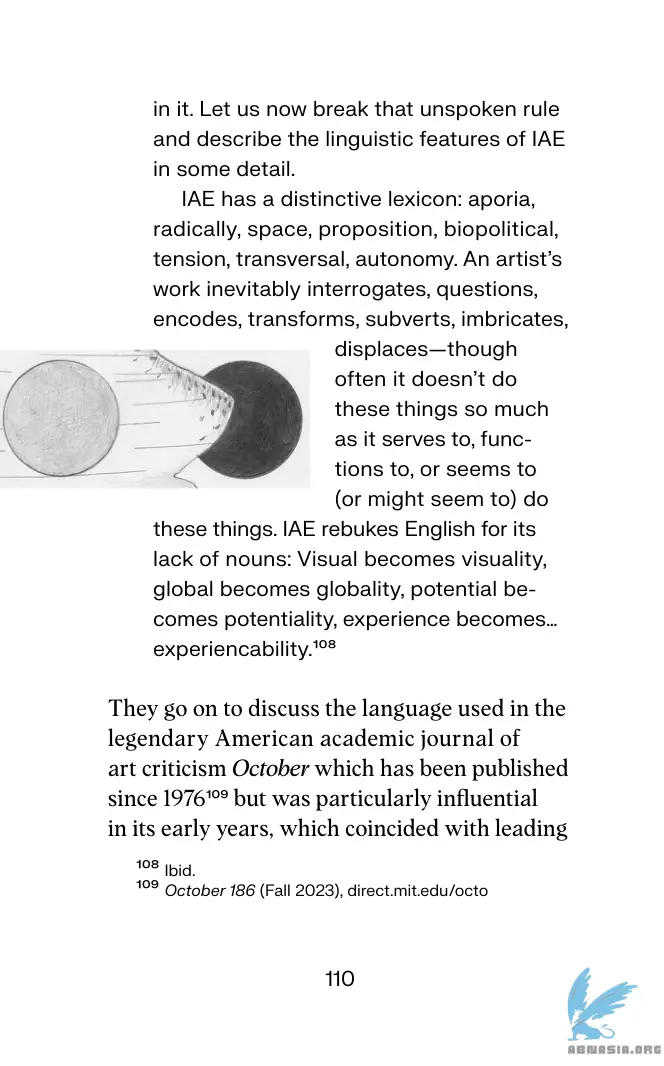 in it. Let us now break that unspoken rule
and describe the linguistic features of IAE
in some detail.
IAE has a distinctive lexicon: aporia,
radically, space, proposition, biopolitical,
tension, transversal, autonomy. An artist’s
work inevitably interrogates, questions,
encodes, transforms, subverts, imbricates,
displaces—though
often it doesn’t do
these things so much
as it serves to, func-
tions to, or seems to
(or might seem to) do
these things. IAE rebukes English for its
lack of nouns: Visual becomes visuality,
global becomes globality, potential be-
comes potentiality, experience becomes…
experiencability.¹⁰⁸
They go on to discuss the language used in the
legendary American academic journal of
art criticism October which has been published
since 1976¹⁰⁹ but was particularly influential
in its early years, which coincided with leading
¹⁰⁸ Ibid.
¹⁰⁹ October 186 (Fall 2023), direct.mit.edu/octo
110
ABNASIA.ORG